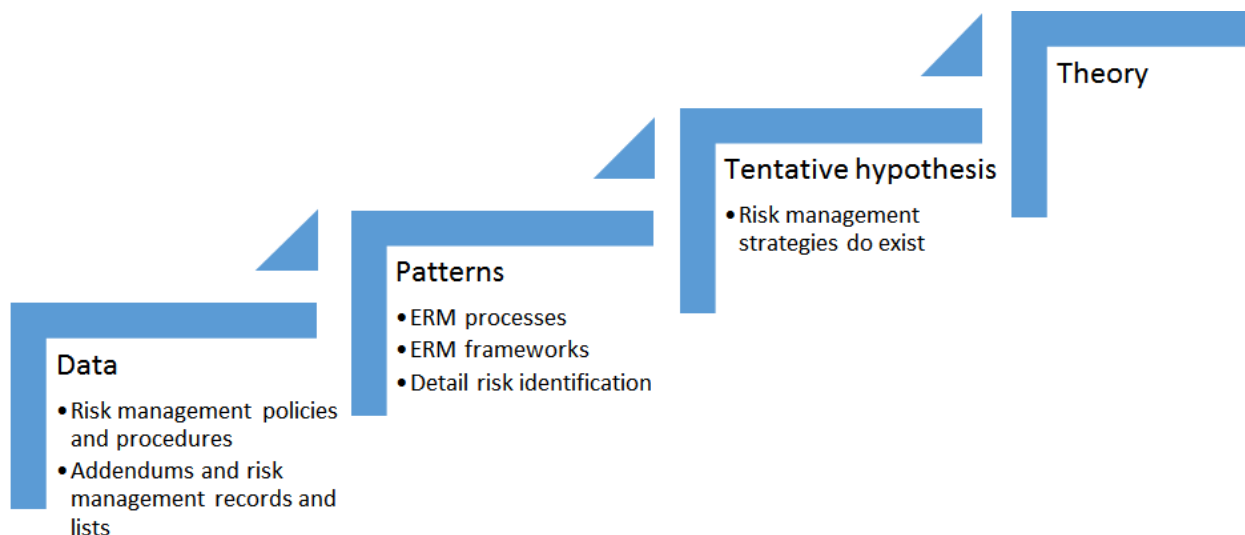 Data
•Risk management policies
and procedures
•Addendums and risk
management records and
lists
Patterns
•ERM processes
•ERM frameworks
•Detail risk identification
Tentative hypothesis
•Risk management
strategies do exist
Theory